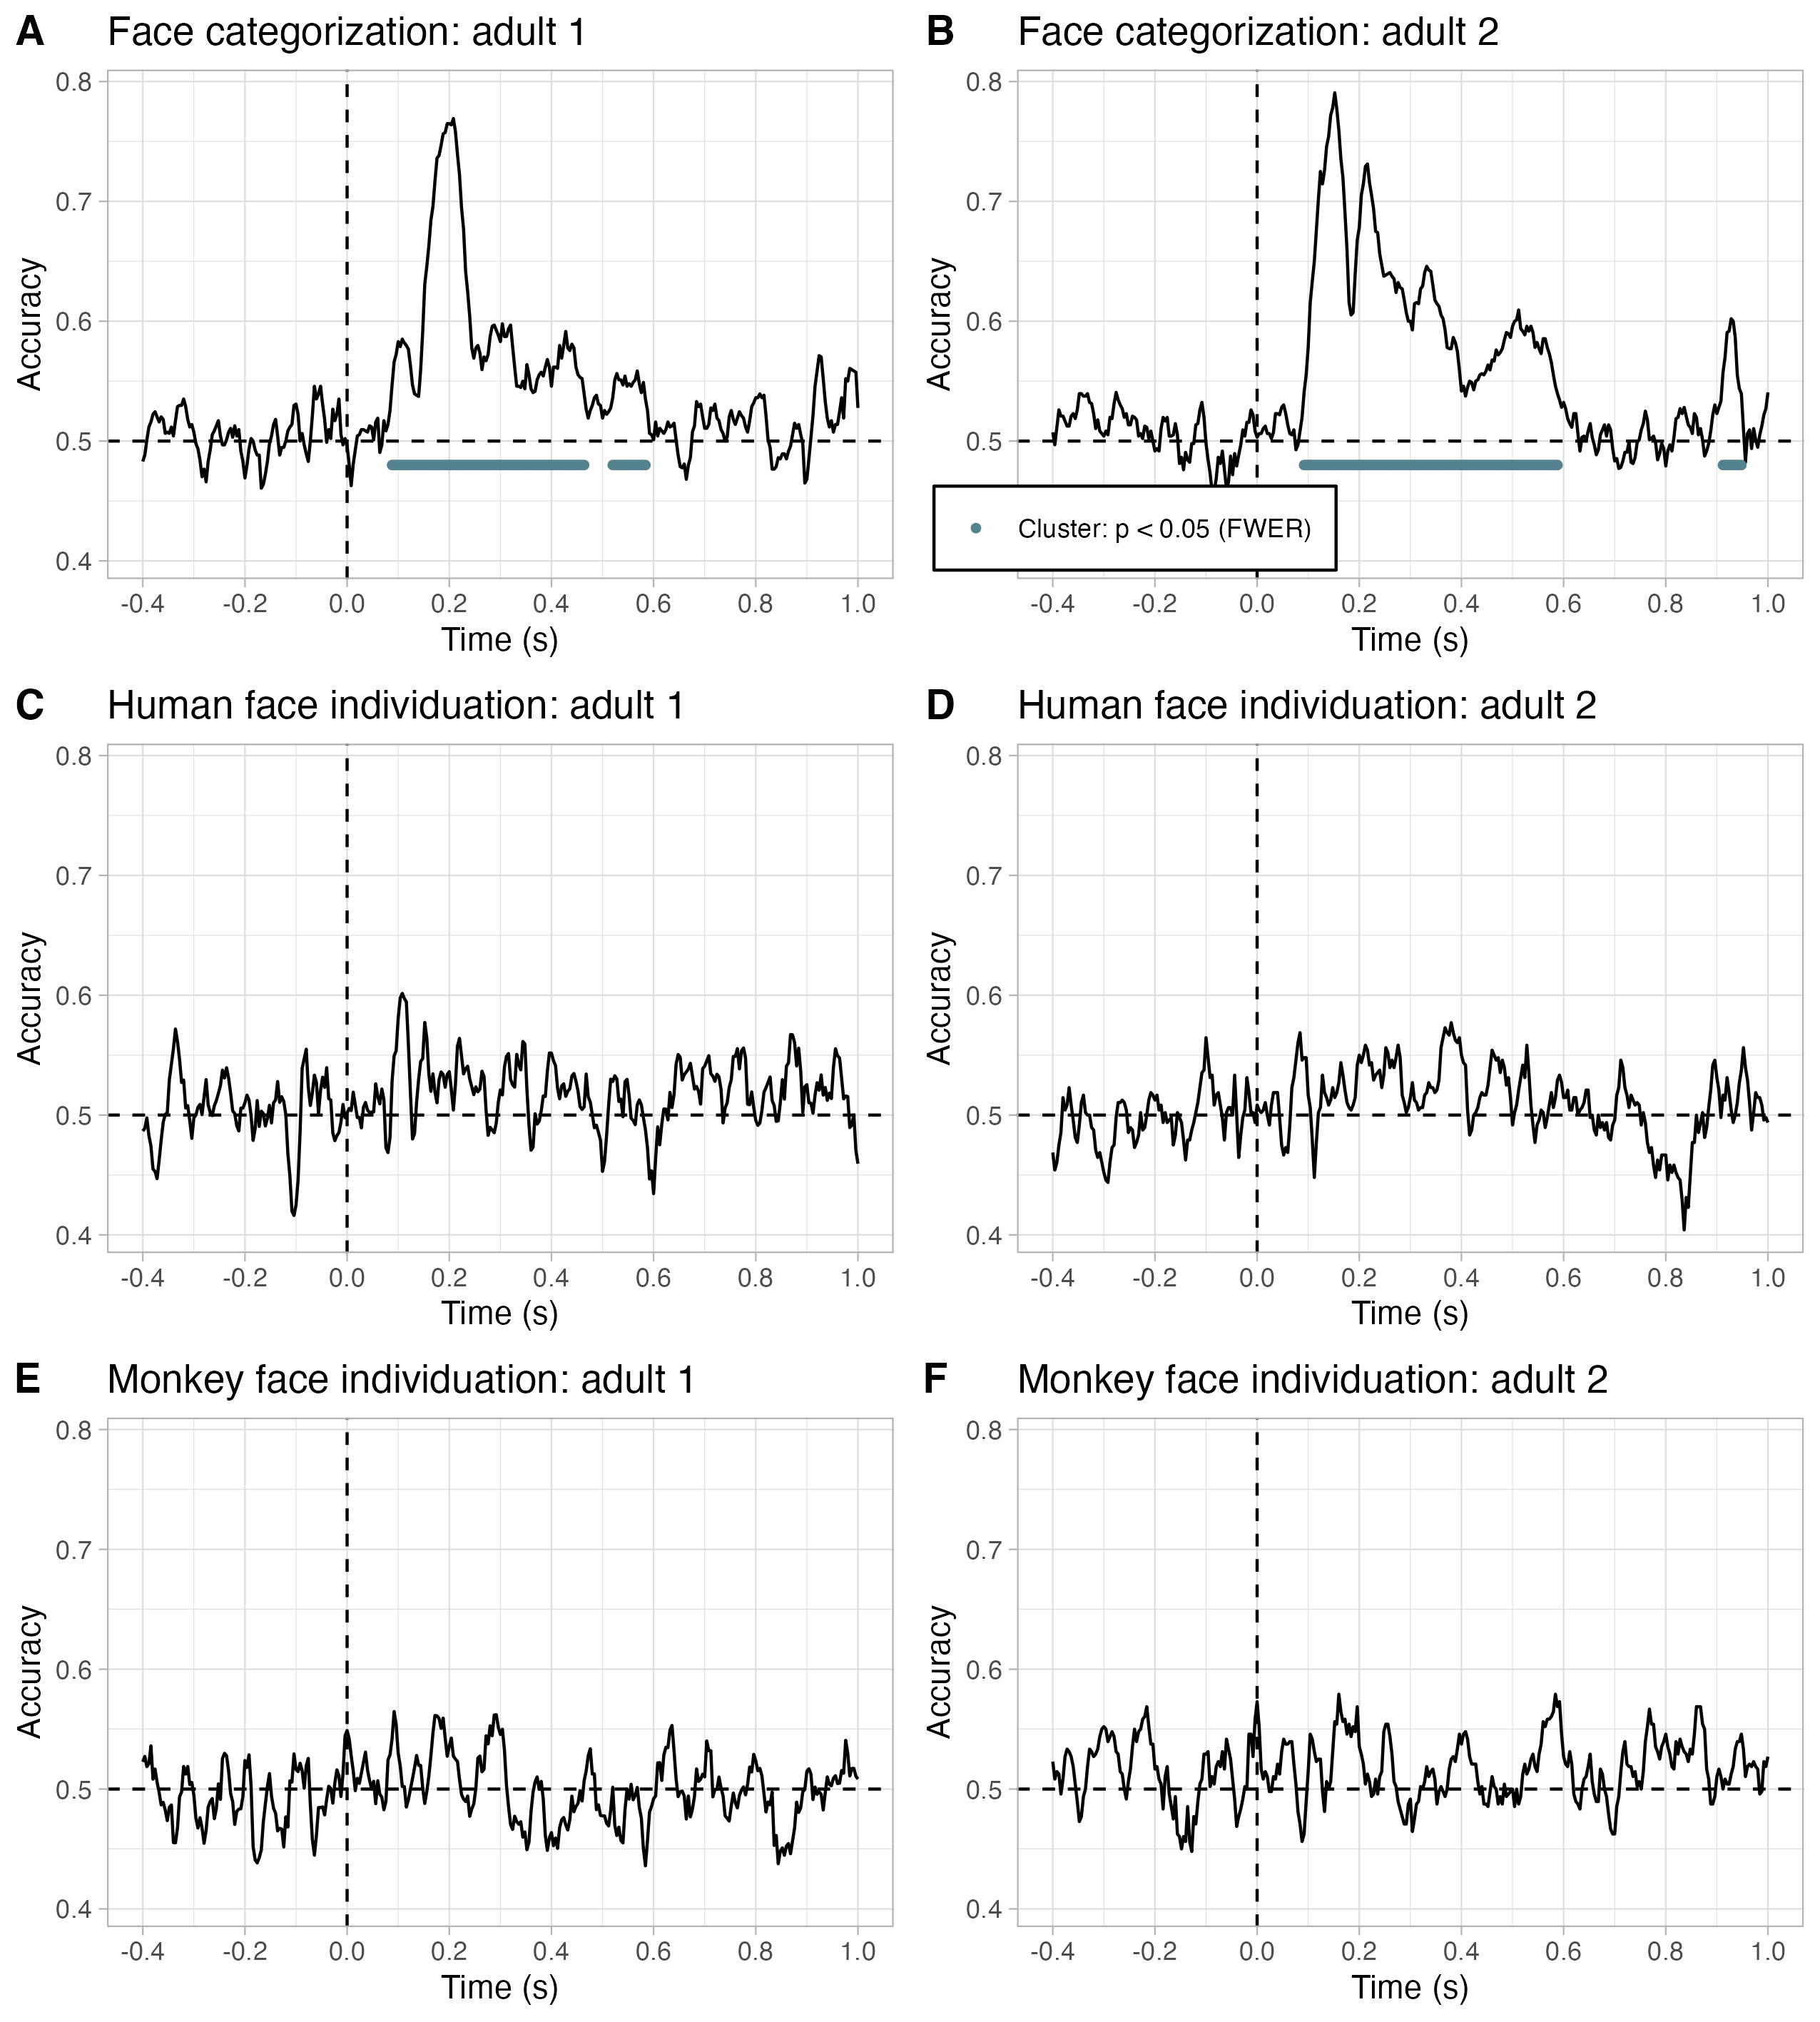 A Face categorization: adult 1
0.8
0.7
0.6
0.5
0.4
Accuracy
-0.4 -0.2 0.0 0.2 0.4 0.6 0.8 1.0
Time (s)
B Face categorization: adult 2
0.8
0.7
0.6
0.5
Accuracy
Cluster: p < 0.05 (FWER)
-0.4 -0.2 0.0 0.2 0.4 0.6 0.8 1.0
Time (s)
C Human face individuation: adult 1
0.8
0.7
0.6
0.5
0.4
Accuracy
-0.4 -0.2 0.0 0.2 0.4 0.6 0.8 1.0
Time (s)
D Human face individuation: adult 2
0.8
0.7
0.6
0.5
0.4
Accuracy
-0.4 -0.2 0.0 0.2 0.4 0.6 0.8 1.0
Time (s)
E Monkey face individuation: adult 1
0.8
0.7
0.6
0.5
0.4
Accuracy
-0.4 -0.2 0.0 0.2 0.4 0.6 0.8 1.0
Time (s)
F Monkey face individuation: adult 2
0.8
0.7
0.6
0.5
0.4
Accuracy
-0.4 -0.2 0.0 0.2 0.4 0.6 0.8 1.0
Time (s)